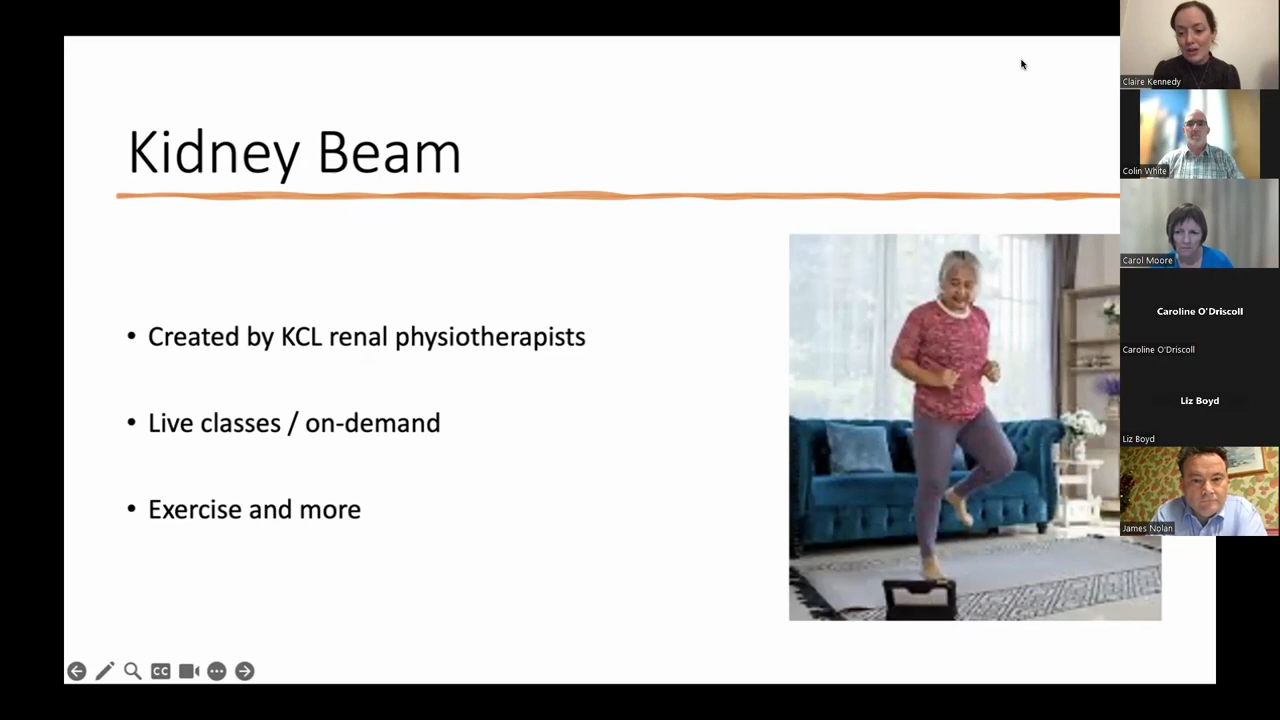 Kidney Beam
• Created by KCL renal physiotherapists
• Live classes / on-demand
• Exercise and more
CC
Claire Kennedy
Colin White
Carol Moore
Caroline O'Driscoll
Caroline O'Driscoll
Liz Boyd
Liz Boyd
James Nolan